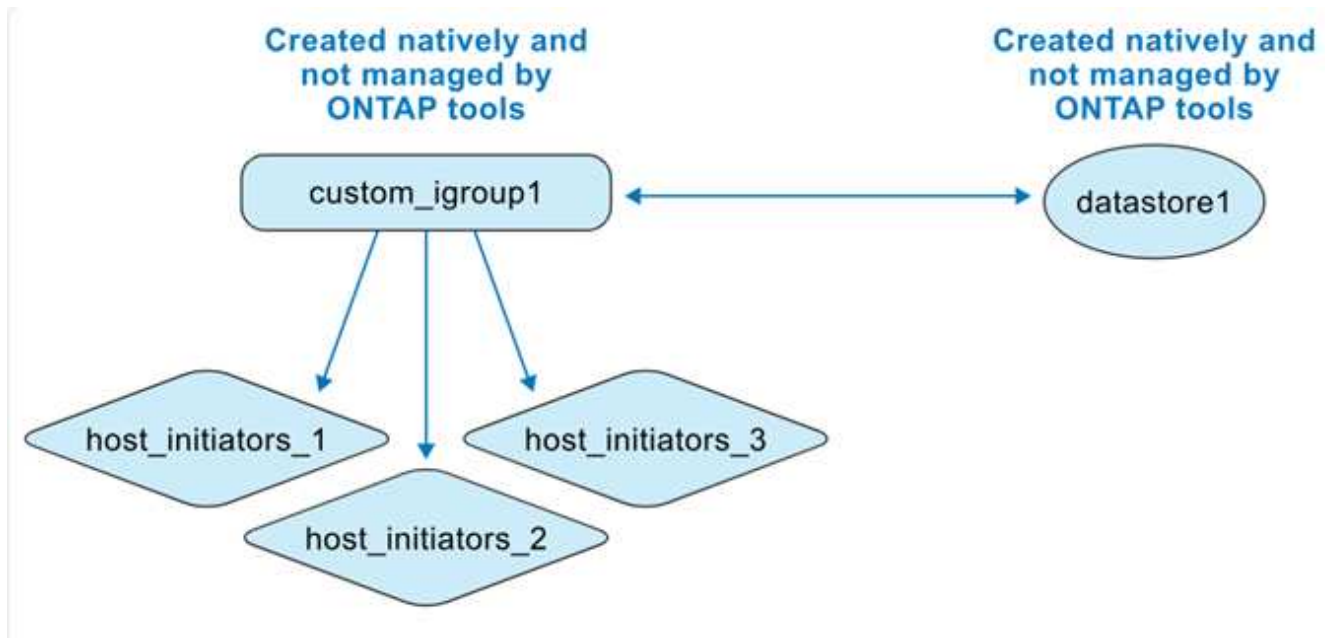 Created natively and
not managed by
ONTAP tools
Created natively and
not managed by
ONTAP tools
custom_igroup1
datastore1
host_initiators_1
host_initiators_3
host_initiators_2